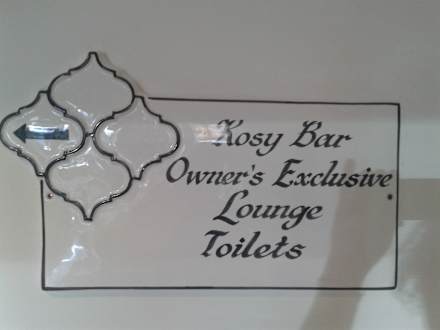 Kosy Bar
Owner's Exclusive
Lounge
Toilets